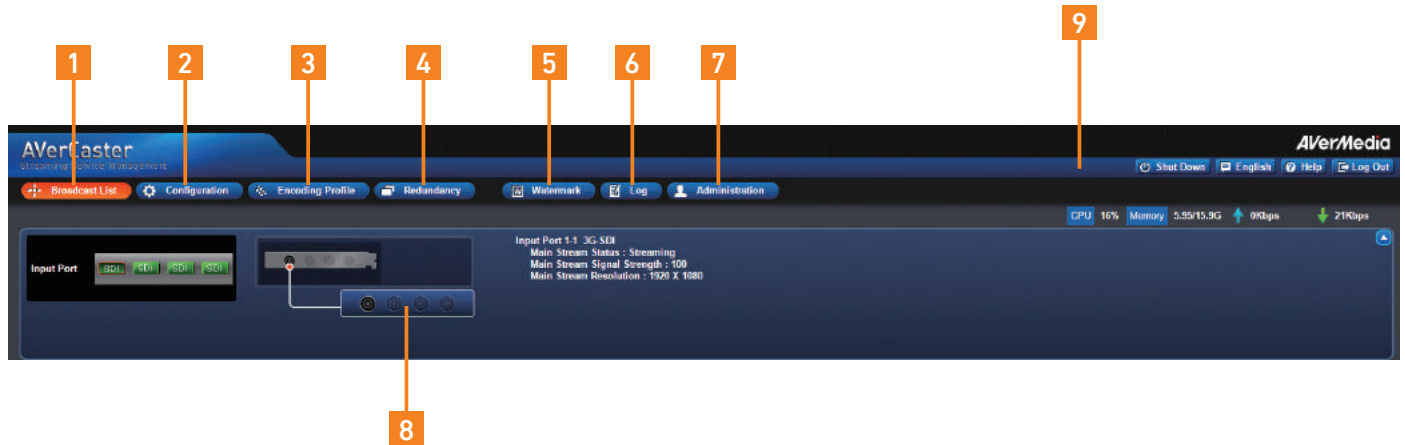 9
1 2 3 4 5 6 7
AVerCaster
AVerMedia
Streaming Service Management
Shut Down English Help Log Out
Broadcast List Configuration Encoding Profile Redundancy Watermark Log Administration
CPU 16% Memory 5.95/15.9G 0Kbps 21Kbps
Input Port 1-1 3G-SDI
Main Stream Status : Streaming
Main Stream Signal Strength : 100
Main Stream Resolution : 1920 X 1080
Input Port SDI SDI SDI SDI
8